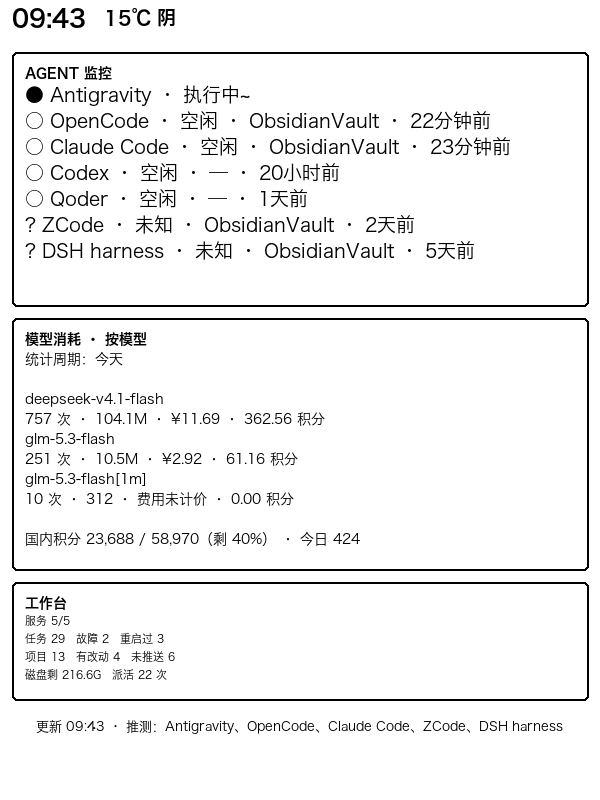 09:43 15℃ 阴
AGENT 监控
● Antigravity · 执行中~
○ OpenCode · 空闲 · ObsidianVault · 22分钟前
○ Claude Code · 空闲 · ObsidianVault · 23分钟前
○ Codex · 空闲 · — · 20小时前
○ Qoder · 空闲 · — · 1天前
? ZCode · 未知 · ObsidianVault · 2天前
? DSH harness · 未知 · ObsidianVault · 5天前
模型消耗 · 按模型
统计周期：今天
deepseek-v4.1-flash
757 次 · 104.1M · ¥11.69 · 362.56 积分
glm-5.3-flash
251 次 · 10.5M · ¥2.92 · 61.16 积分
glm-5.3-flash[1m]
10 次 · 312 · 费用未计价 · 0.00 积分
国内积分 23,688 / 58,970（剩 40%） · 今日 424
工作台
服务 5/5
任务 29 故障 2 重启过 3
项目 13 有改动 4 未推送 6
磁盘剩 216.6G 派活 22 次
更新 09:43 · 推测：Antigravity、OpenCode、Claude Code、ZCode、DSH harness